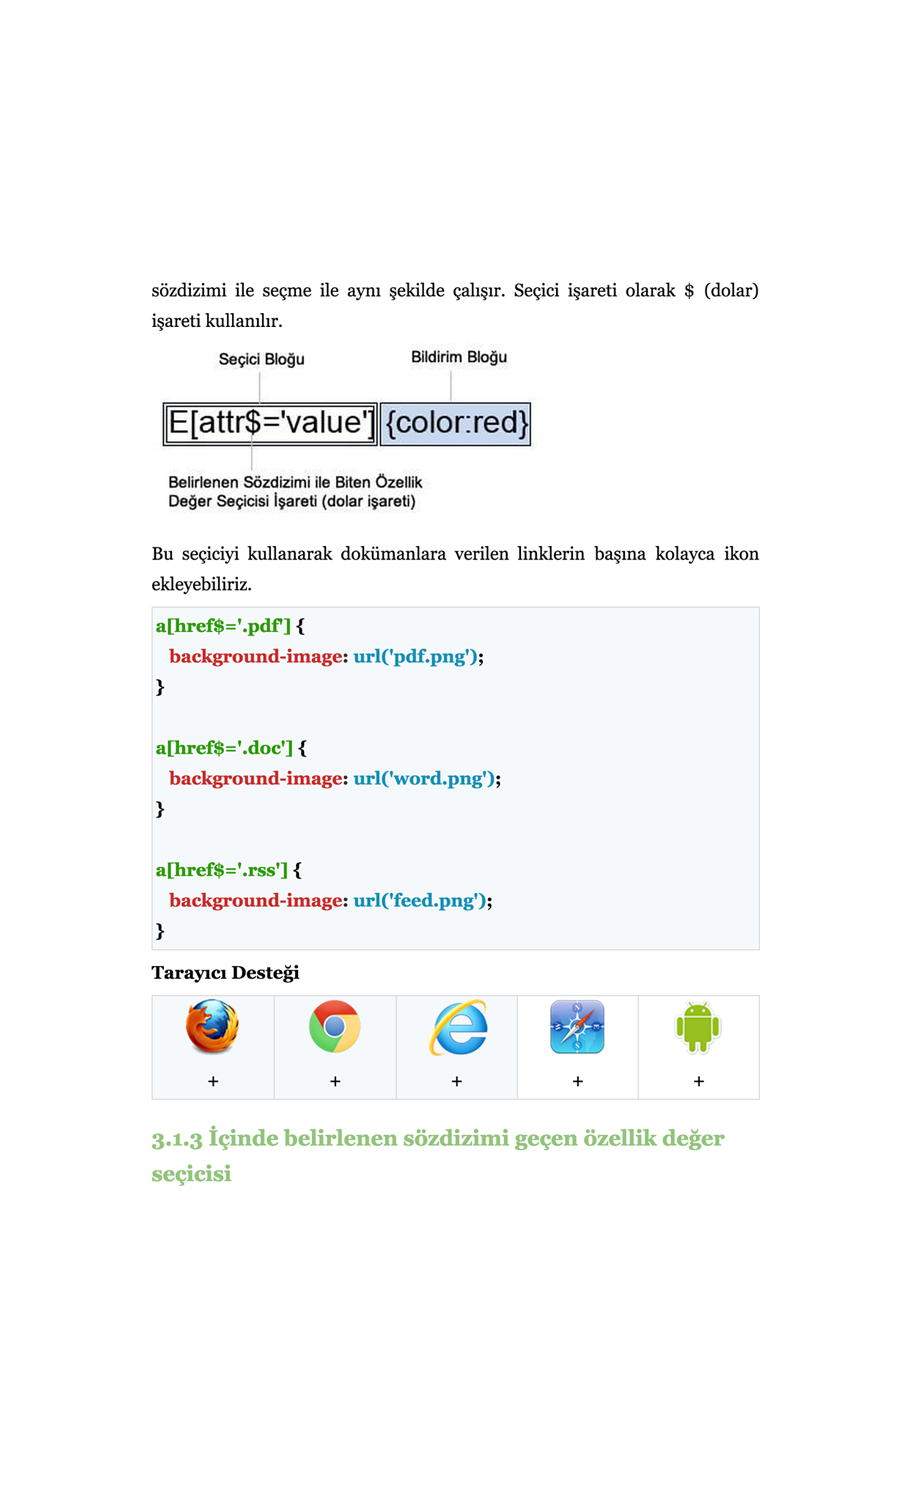 sözdizimi ile seçme ile aynı şekilde çalışır. Seçici işareti olarak $ (dolar)
işareti kullanılır.
Seçici Bloğu
Bildirim Bloğu
E[attr$='value'] {color:red}
Belirlenen Sözdizimi ile Biten Özellik
Değer Seçicisi İşareti (dolar işareti)
Bu seçiciyi kullanarak dokümanlara verilen linklerin başına kolayca ikon
ekleyebiliriz.
a[href$='.pdf'] {
background-image: url('pdf.png');
}
a[href$='.doc'] {
background-image: url('word.png');
}
a[href$='.rss'] {
background-image: url('feed.png');
}
Tarayıcı Desteği
+ + + + +
3.1.3 İçinde belirlenen sözdizimi geçen özellik değer
seçicisi